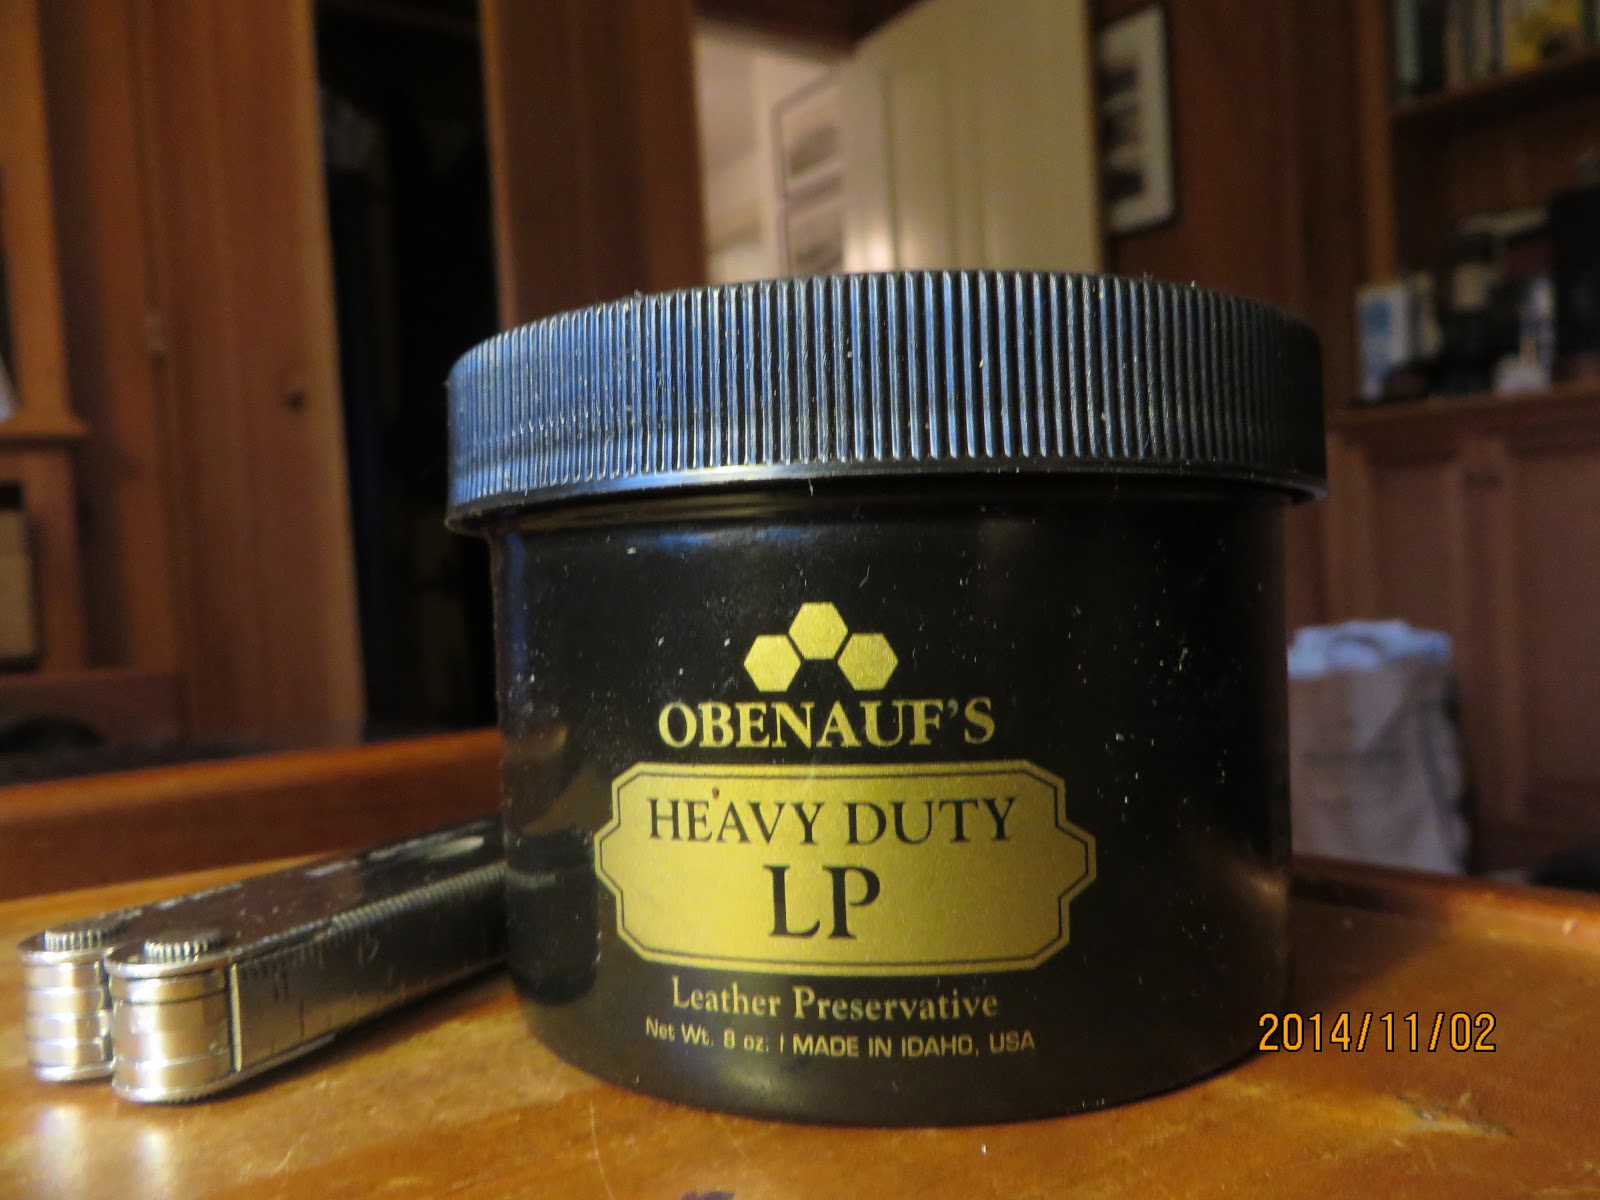 OBENAUF'S
HEAVY DUTY
LP
Leather Preservative
Net Wt. 8 oz. | MADE IN IDAHO, USA
2014/11/02